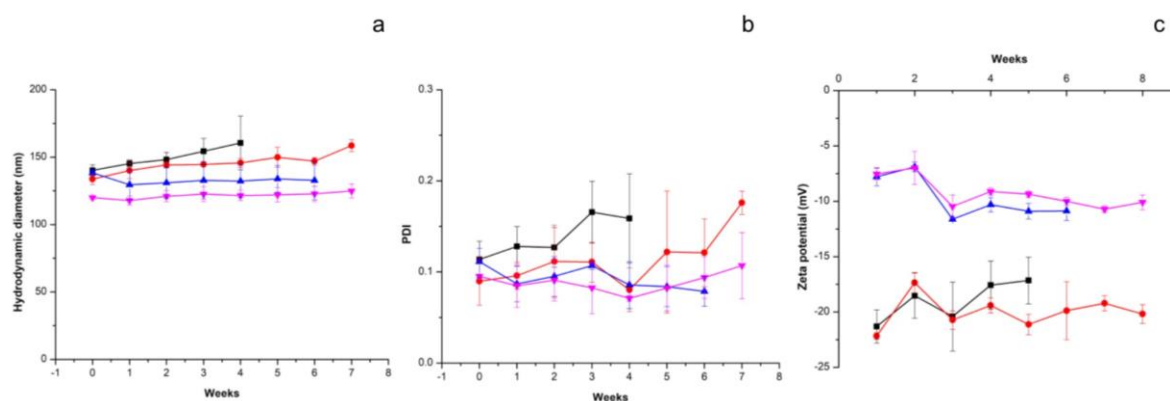 a
b
c
Hydrodynamic diameter (nm)
200
150
100
50
0
-1 0 1 2 3 4 5 6 7 8
Weeks
PDI
0.3
0.2
0.1
0.0
-1 0 1 2 3 4 5 6 7 8
Weeks
Weeks
0 2 4 6 8
Zeta potential (mV)
0
-5
-10
-15
-20
-25